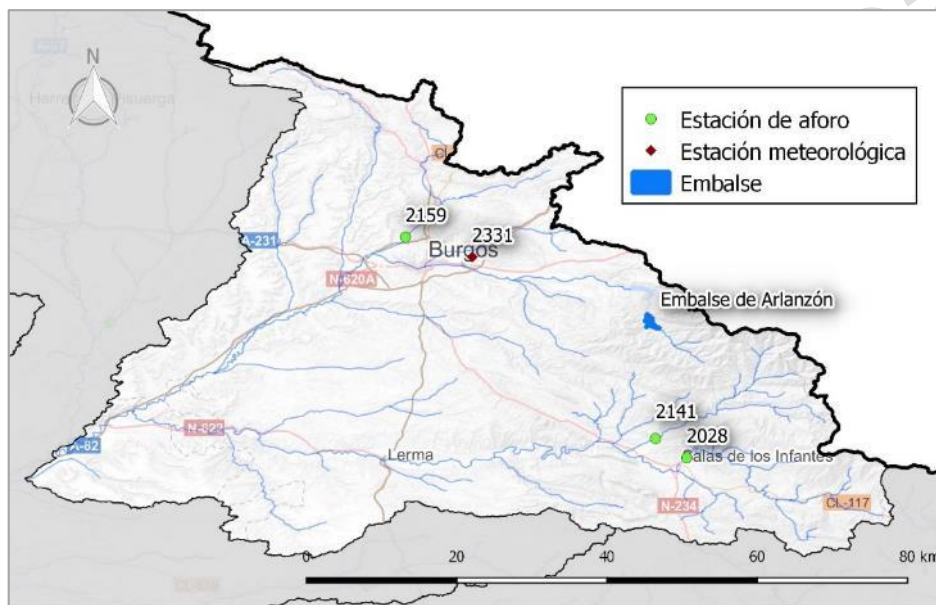 N
Estación de aforo
Estación meteorológica
Embalse
2159
2331
Burgos
A-231
N-620A
Embalse de Arlanzón
2141
2028
Salas de los Infantes
Lerma
A-62
N-234
CL-117
0 20 40 60 80 km